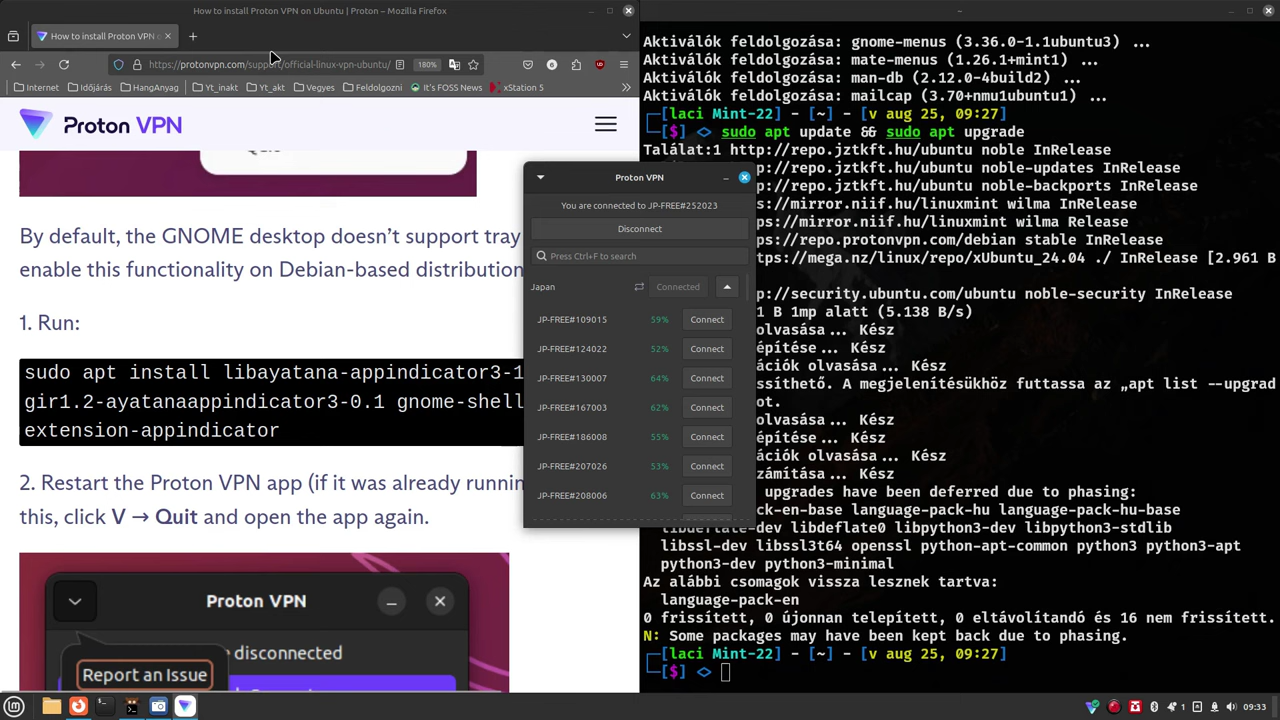 How to install Proton VPN on Ubuntu | Proton – Mozilla Firefox
How to install Proton VPN o
https://protonvpn.com/support/official-linux-vpn-ubuntu/
180%
Internet
Időjárás
HangAnyag
Yt_inakt
Yt_akt
Vegyes
Feldolgozni
It's FOSS News
xStation 5
Proton VPN
By default, the GNOME desktop doesn't support tray
enable this functionality on Debian-based distribution
1. Run:
sudo apt install libayatana-appindicator3-1
gir1.2-ayatanaappindicator3-0.1 gnome-shell
extension-appindicator
2. Restart the Proton VPN app (if it was already runnin
this, click V → Quit and open the app again.
Proton VPN
disconnected
Report an Issue
Proton VPN
You are connected to JP-FREE#252023
Disconnect
Press Ctrl+F to search
Japan
Connected
JP-FREE#109015 59% Connect
JP-FREE#124022 52% Connect
JP-FREE#130007 64% Connect
JP-FREE#167003 62% Connect
JP-FREE#186008 55% Connect
JP-FREE#207026 53% Connect
JP-FREE#208006 63% Connect
~
Aktiválók feldolgozása: gnome-menus (3.36.0-1.1ubuntu3) ...
Aktiválók feldolgozása: mate-menus (1.26.1+mint1) ...
Aktiválók feldolgozása: man-db (2.12.0-4build2) ...
Aktiválók feldolgozása: mailcap (3.70+nmu1ubuntu1) ...
┌─[laci Mint-22] - [~] - [v aug 25, 09:27]
└─[$] <> sudo apt update && sudo apt upgrade
Találat:1 http://repo.jztkft.hu/ubuntu noble InRelease
p://repo.jztkft.hu/ubuntu noble-updates InRelease
p://repo.jztkft.hu/ubuntu noble-backports InRelease
ps://mirror.niif.hu/linuxmint wilma InRelease
ps://mirror.niif.hu/linuxmint wilma Release
ps://repo.protonvpn.com/debian stable InRelease
tps://mega.nz/linux/repo/xUbuntu_24.04 ./ InRelease [2.961 B
p://security.ubuntu.com/ubuntu noble-security InRelease
1 B 1mp alatt (5.138 B/s)
olvasása... Kész
építése... Kész
ációk olvasása... Kész
ssíthető. A megjelenítésükhöz futtassa az „apt list --upgrad
ot.
olvasása... Kész
építése... Kész
ációk olvasása... Kész
zámítása... Kész
upgrades have been deferred due to phasing:
ack-en-base language-pack-hu language-pack-hu-base
libdeflate-dev libdeflate0 libpython3-dev libpython3-stdlib
libssl-dev libssl3t64 openssl python-apt-common python3 python3-apt
python3-dev python3-minimal
Az alábbi csomagok vissza lesznek tartva:
language-pack-en
0 frissített, 0 újonnan telepített, 0 eltávolítandó és 16 nem frissített.
N: Some packages may have been kept back due to phasing.
┌─[laci Mint-22] - [~] - [v aug 25, 09:27]
└─[$] <>
1
09:33